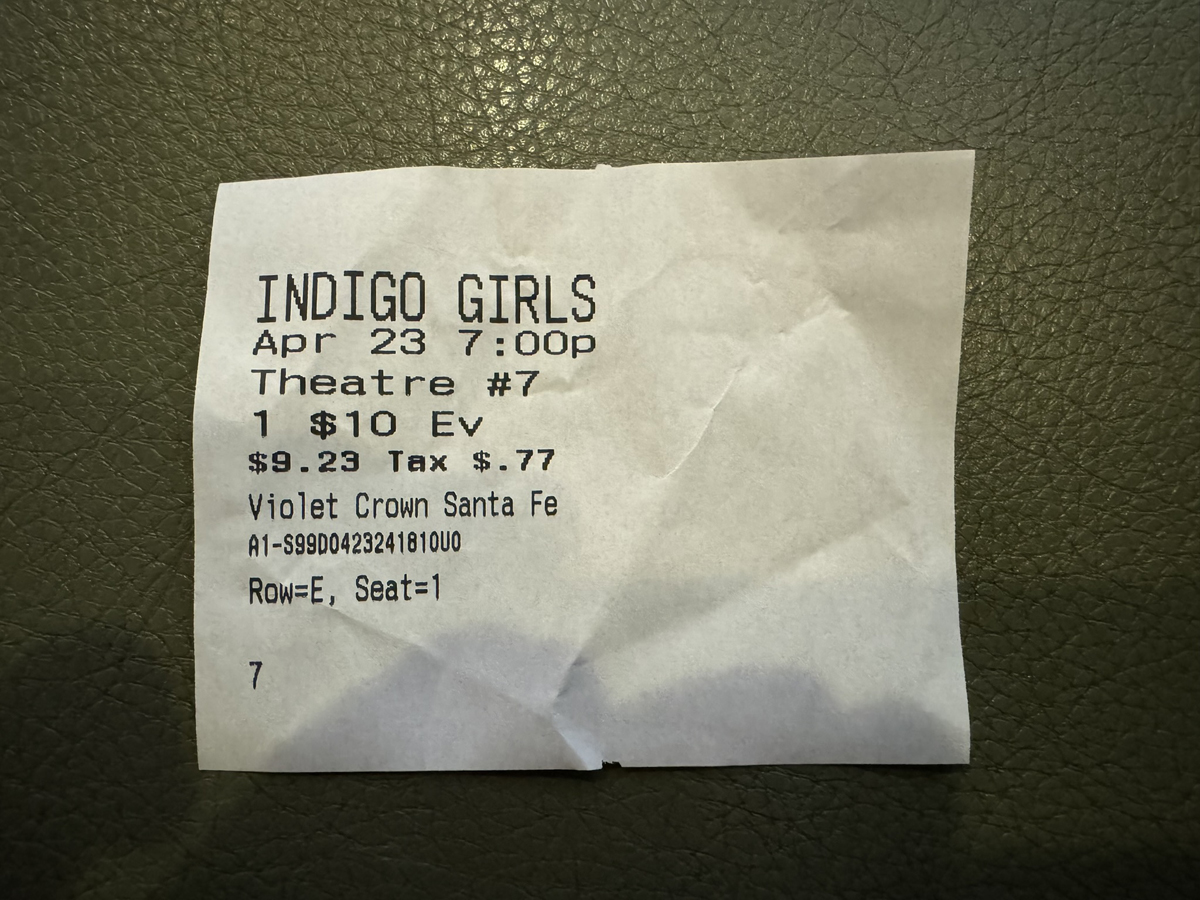 INDIGO GIRLS
Apr 23 7:00p
Theatre #7
1 $10 Ev
$9.23 Tax $.77
Violet Crown Santa Fe
A1-S99D0423241810U0
Row=E, Seat=1
7